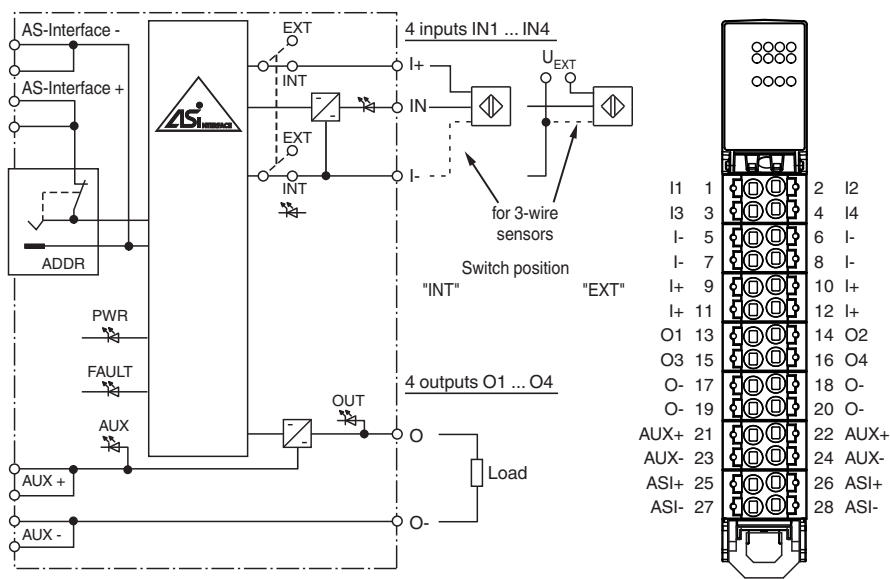 AS-Interface -
AS-Interface +
ADDR
PWR
FAULT
AUX
AUX +
AUX -
ASi INTERFACE
EXT
INT
EXT
INT
OUT
4 inputs IN1 ... IN4
I+
IN
I-
UEXT
for 3-wire
sensors
Switch position
"INT" "EXT"
4 outputs O1 ... O4
O
Load
O-
I1 1 2 I2
I3 3 4 I4
I- 5 6 I-
I- 7 8 I-
I+ 9 10 I+
I+ 11 12 I+
O1 13 14 O2
O3 15 16 O4
O- 17 18 O-
O- 19 20 O-
AUX+ 21 22 AUX+
AUX- 23 24 AUX-
ASI+ 25 26 ASI+
ASI- 27 28 ASI-